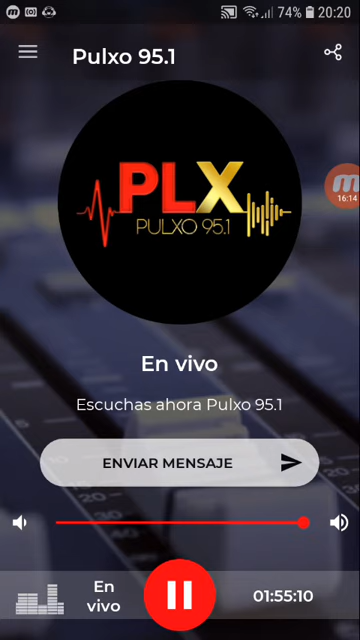 74% 20:20
Pulxo 95.1
PLX
PULXO 95.1
16:14
En vivo
Escuchas ahora Pulxo 95.1
ENVIAR MENSAJE
En
vivo
01:55:10